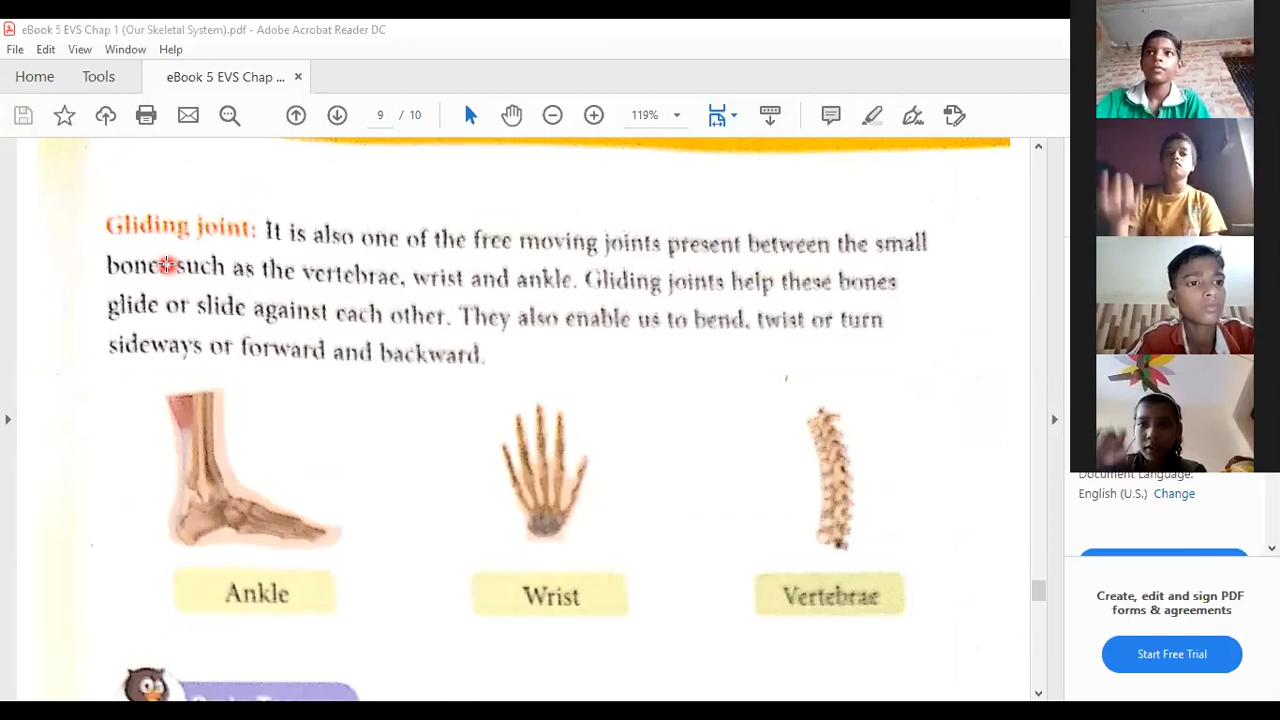 eBook 5 EVS Chap 1 (Our Skeletal System).pdf - Adobe Acrobat Reader DC
File Edit View Window Help
Home Tools eBook 5 EVS Chap ... ×
9 / 10 119%
Gliding joint: It is also one of the free moving joints present between the small
bones such as the vertebrae, wrist and ankle. Gliding joints help these bones
glide or slide against each other. They also enable us to bend, twist or turn
sideways or forward and backward.
Ankle Wrist Vertebrae
Document Language:
English (U.S.) Change
Create, edit and sign PDF
forms & agreements
Start Free Trial